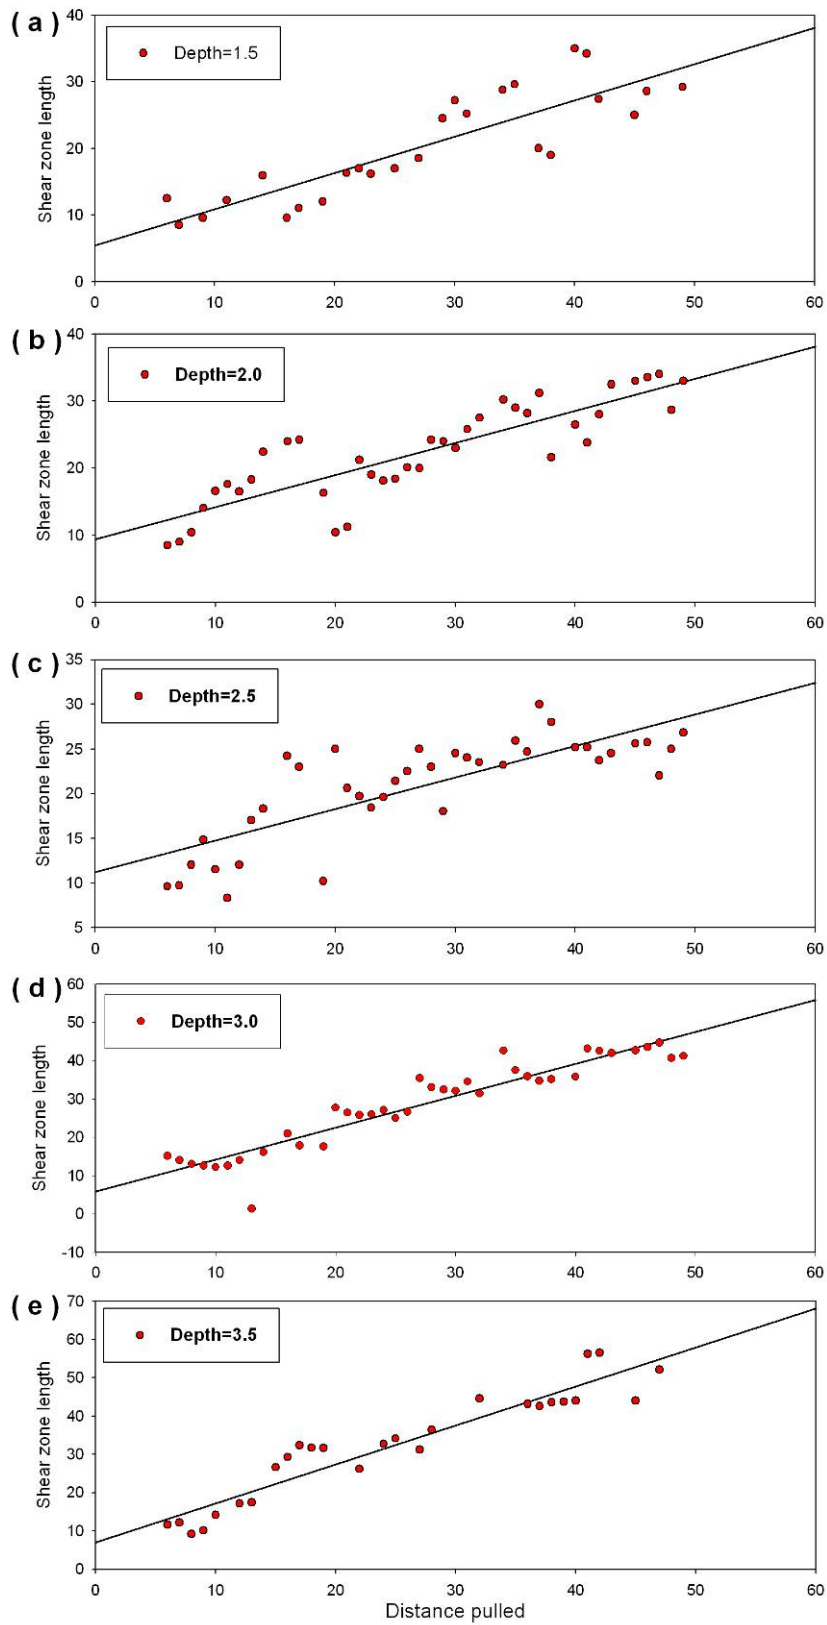 ( a )
40
30
20
10
0
Shear zone length
Depth=1.5
0 10 20 30 40 50 60
( b )
40
30
20
10
0
Shear zone length
Depth=2.0
0 10 20 30 40 50 60
( c )
35
30
25
20
15
10
5
Shear zone length
Depth=2.5
0 10 20 30 40 50 60
( d )
60
50
40
30
20
10
0
-10
Shear zone length
Depth=3.0
0 10 20 30 40 50 60
( e )
70
60
50
40
30
20
10
0
Shear zone length
Depth=3.5
0 10 20 30 40 50 60
Distance pulled